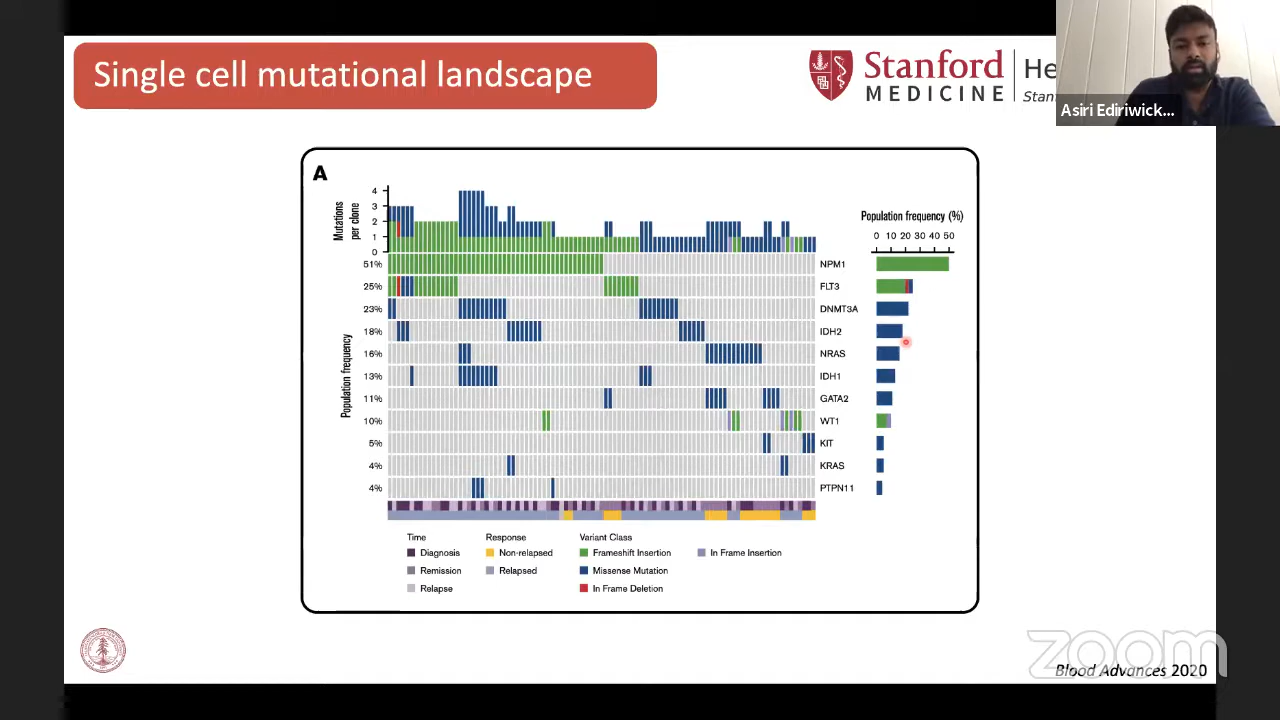 Single cell mutational landscape
Stanford
MEDICINE
He
Stan
Asiri Ediriwick...
A
Mutations
per clone
4
3
2
1
0
Population frequency (%)
0 10 20 30 40 50
Population frequency
51% NPM1
25% FLT3
23% DNMT3A
18% IDH2
16% NRAS
13% IDH1
11% GATA2
10% WT1
5% KIT
4% KRAS
4% PTPN11
Time
Diagnosis
Remission
Relapse
Response
Non-relapsed
Relapsed
Variant Class
Frameshift Insertion
Missense Mutation
In Frame Deletion
In Frame Insertion
zoom
Blood Advances 2020